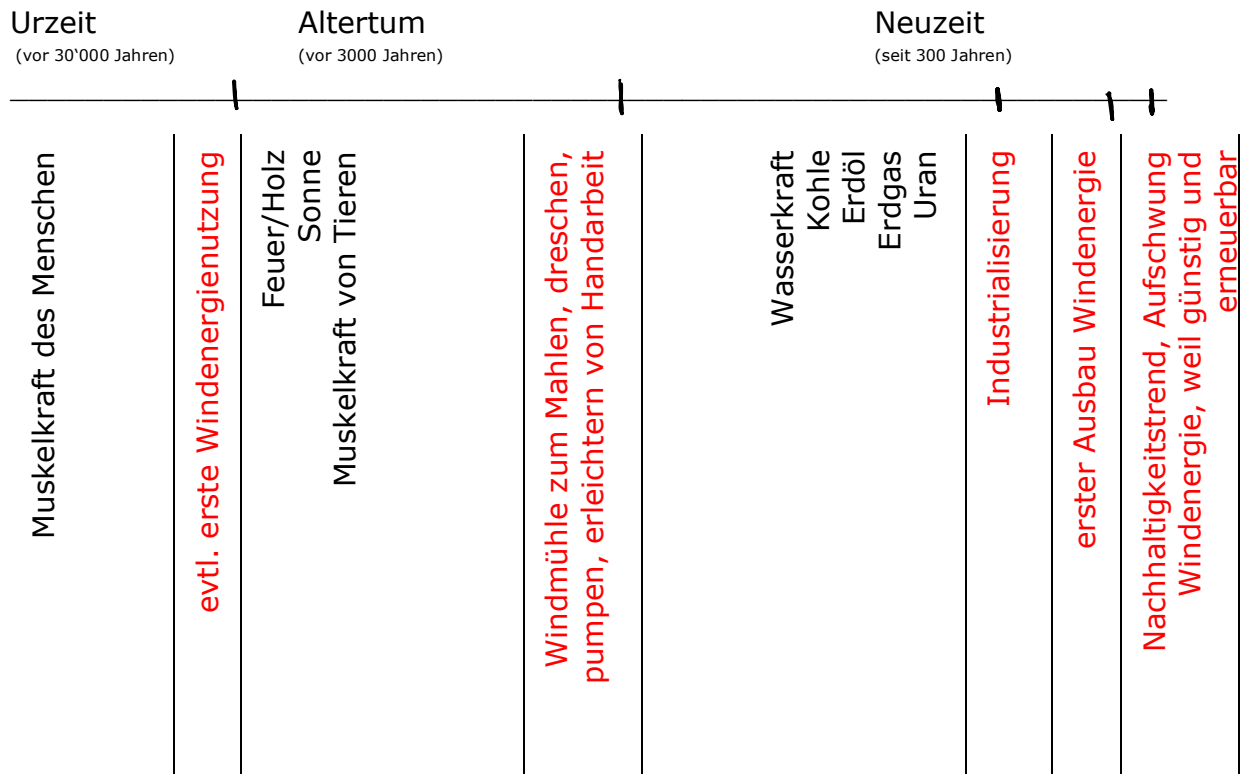 Urzeit
(vor 30‘000 Jahren)
Altertum
(vor 3000 Jahren)
Neuzeit
(seit 300 Jahren)
Muskelkraft des Menschen
evtl. erste Windenergienutzung
Feuer/Holz
Sonne
Muskelkraft von Tieren
Windmühle zum Mahlen, dreschen,
pumpen, erleichtern von Handarbeit
Wasserkraft
Kohle
Erdöl
Erdgas
Uran
Industrialisierung
erster Ausbau Windenergie
Nachhaltigkeitstrend, Aufschwung
Windenergie, weil günstig und
erneuerbar